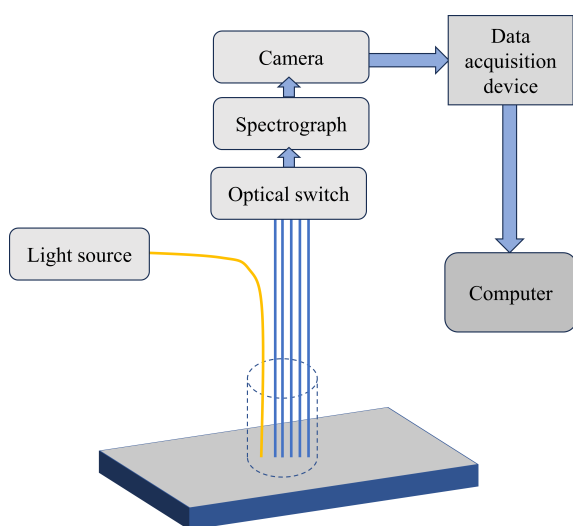 Camera
Data
acquisition
device
Spectrograph
Optical switch
Light source
Computer